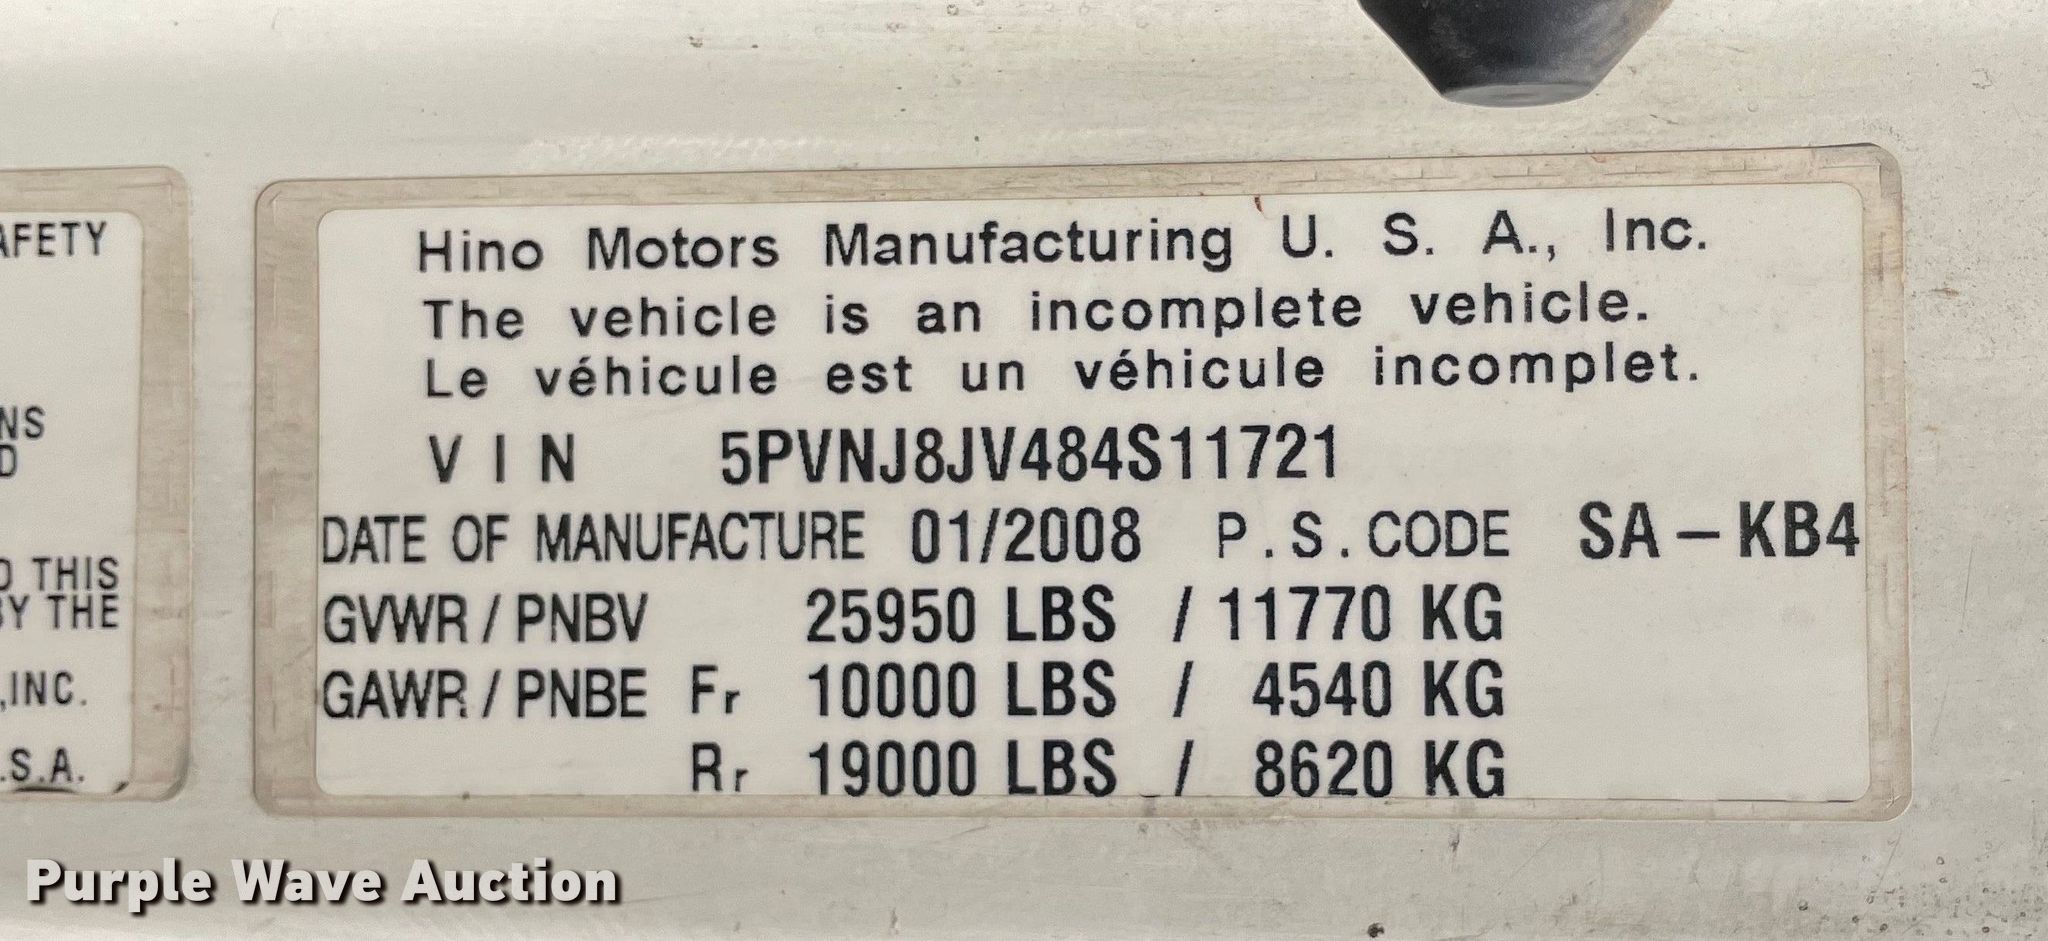 AFETY
NS
D
D THIS
BY THE
,INC.
.S.A.
Hino Motors Manufacturing U. S. A., Inc.
The vehicle is an incomplete vehicle.
Le véhicule est un véhicule incomplet.
VIN 5PVNJ8JV484S11721
DATE OF MANUFACTURE 01/2008 P.S.CODE SA-KB4
GVWR/PNBV 25950 LBS / 11770 KG
GAWR/PNBE Fr 10000 LBS / 4540 KG
Rr 19000 LBS / 8620 KG
Purple Wave Auction